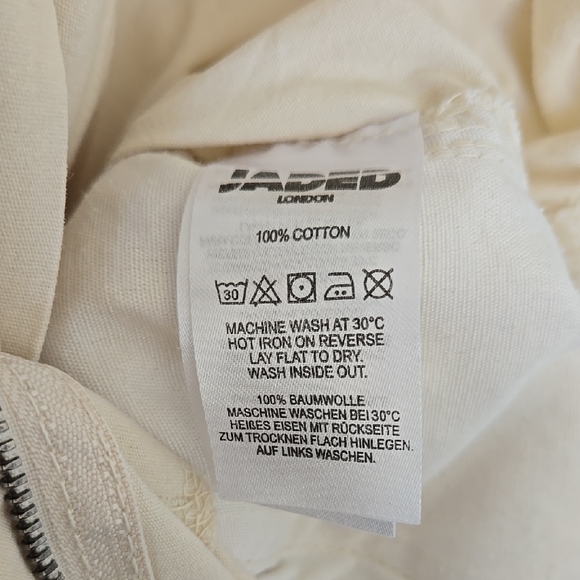 JADED
LONDON
100% COTTON
30
MACHINE WASH AT 30°C
HOT IRON ON REVERSE
LAY FLAT TO DRY.
WASH INSIDE OUT.
100% BAUMWOLLE
MASCHINE WASCHEN BEI 30°C
HEIßES EISEN MIT RÜCKSEITE
ZUM TROCKNEN FLACH HINLEGEN.
AUF LINKS WASCHEN.